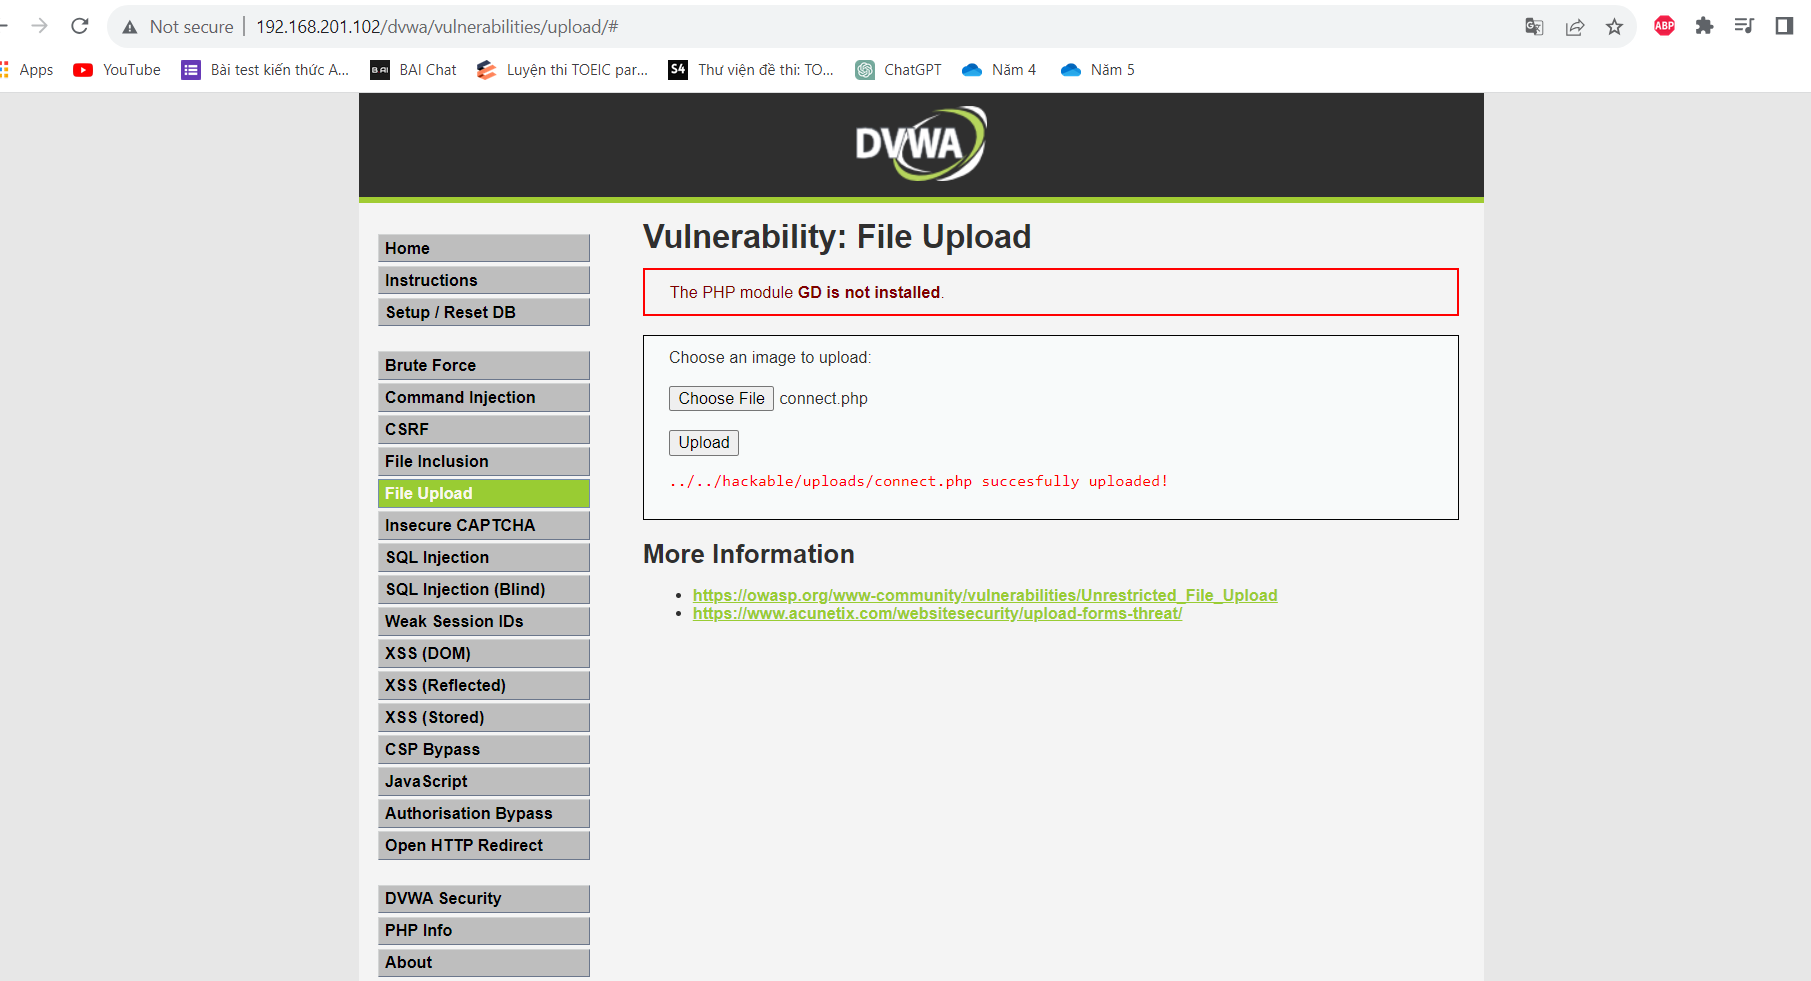 Not secure | 192.168.201.102/dvwa/vulnerabilities/upload/#
ABP
Apps YouTube Bài test kiến thức A... BAI Chat Luyện thi TOEIC par... S4 Thư viện đề thi: TO... ChatGPT Năm 4 Năm 5
DVWA
Home
Instructions
Setup / Reset DB
Brute Force
Command Injection
CSRF
File Inclusion
File Upload
Insecure CAPTCHA
SQL Injection
SQL Injection (Blind)
Weak Session IDs
XSS (DOM)
XSS (Reflected)
XSS (Stored)
CSP Bypass
JavaScript
Authorisation Bypass
Open HTTP Redirect
DVWA Security
PHP Info
About
Vulnerability: File Upload
The PHP module GD is not installed.
Choose an image to upload:
Choose File connect.php
Upload
../../hackable/uploads/connect.php succesfully uploaded!
More Information
https://owasp.org/www-community/vulnerabilities/Unrestricted_File_Upload
https://www.acunetix.com/websitesecurity/upload-forms-threat/